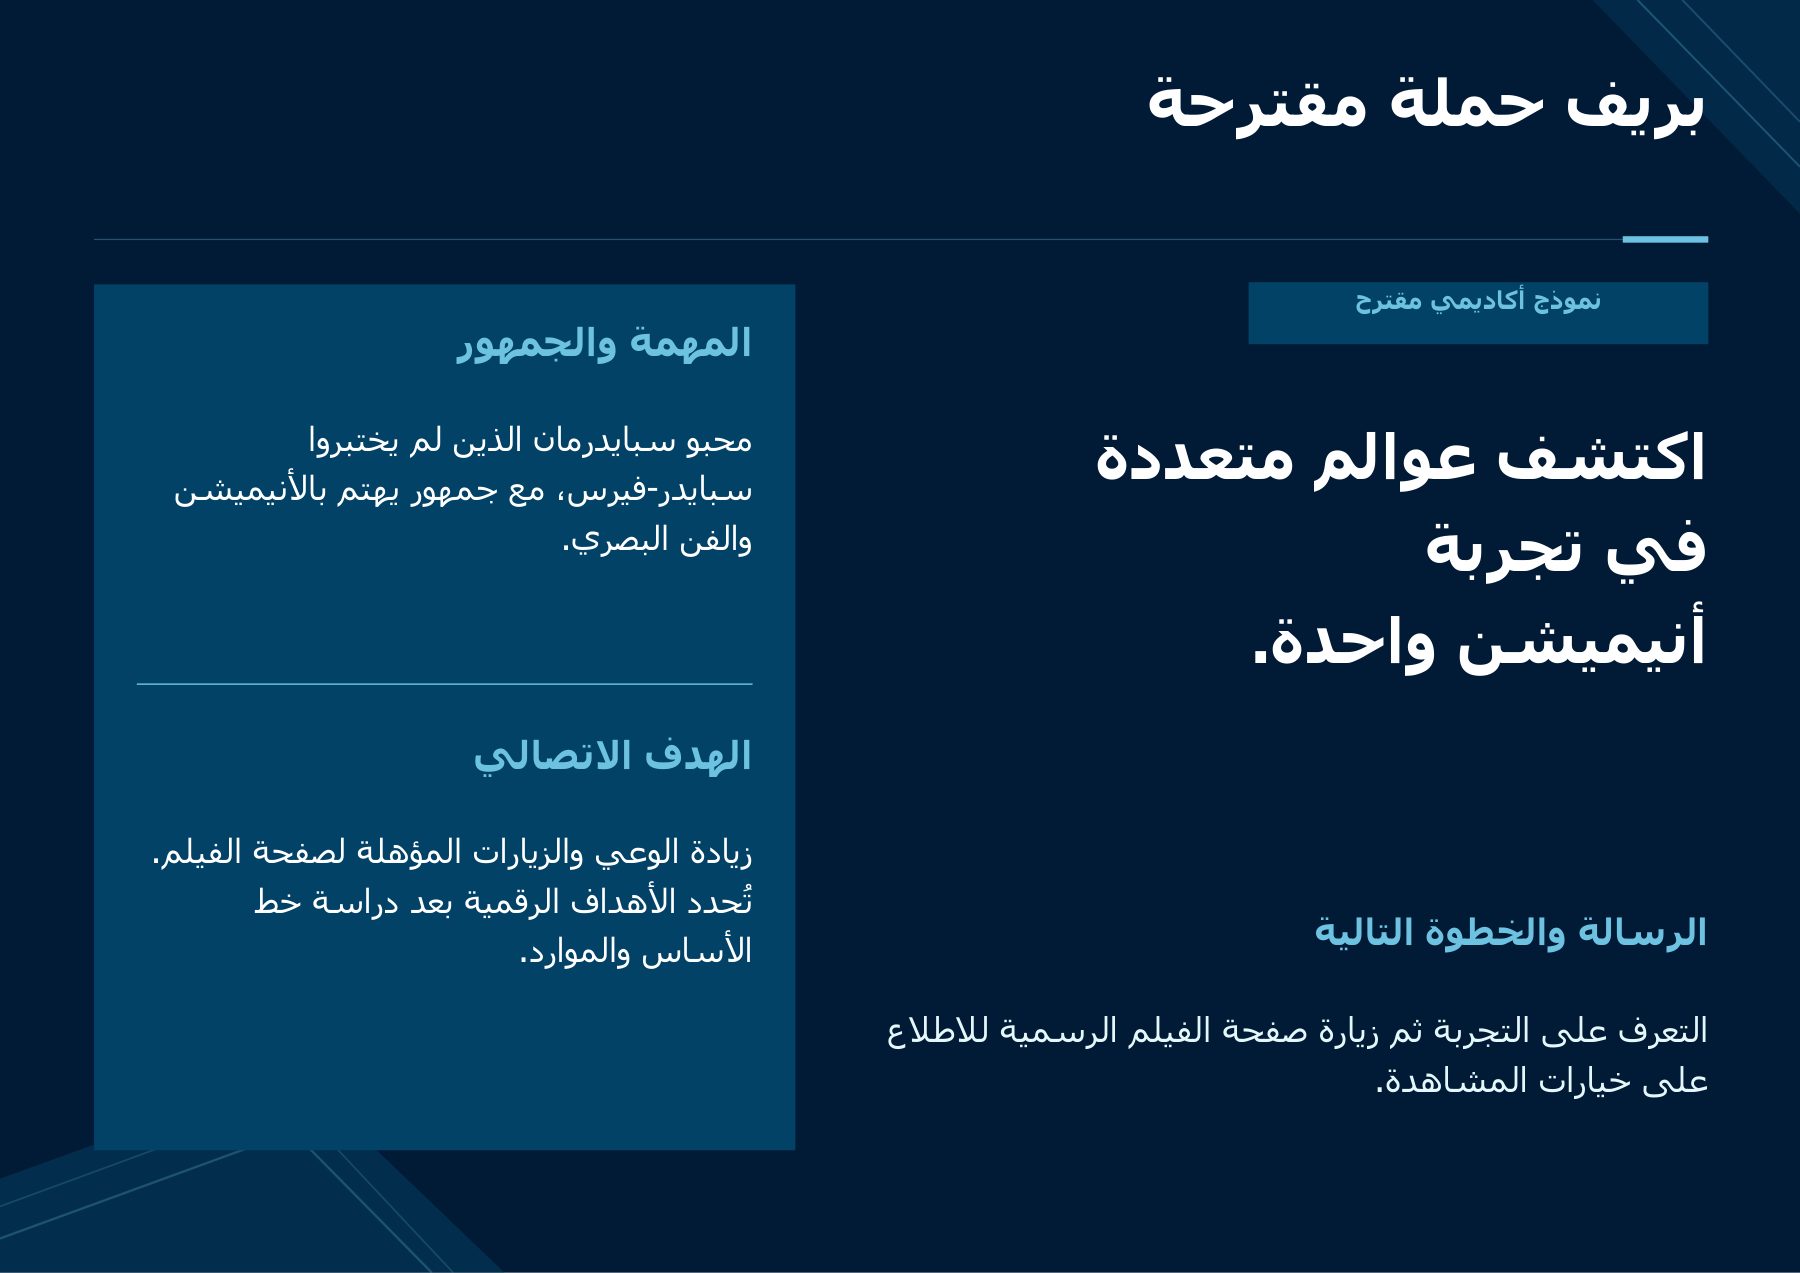 بريف حملة مقترحة
نموذج أكاديمي مقترح
اكتشف عوالم متعددة
في تجربة
أنيميشن واحدة.
الرسالة والخطوة التالية
التعرف على التجربة ثم زيارة صفحة الفيلم الرسمية للاطلاع
على خيارات المشاهدة.
المهمة والجمهور
محبو سبايدرمان الذين لم يختبروا
سبايدر-فيرس، مع جمهور يهتم بالأنيميشن
والفن البصري.
الهدف الاتصالي
زيادة الوعي والزيارات المؤهلة لصفحة الفيلم.
تُحدد الأهداف الرقمية بعد دراسة خط
الأساس والموارد.